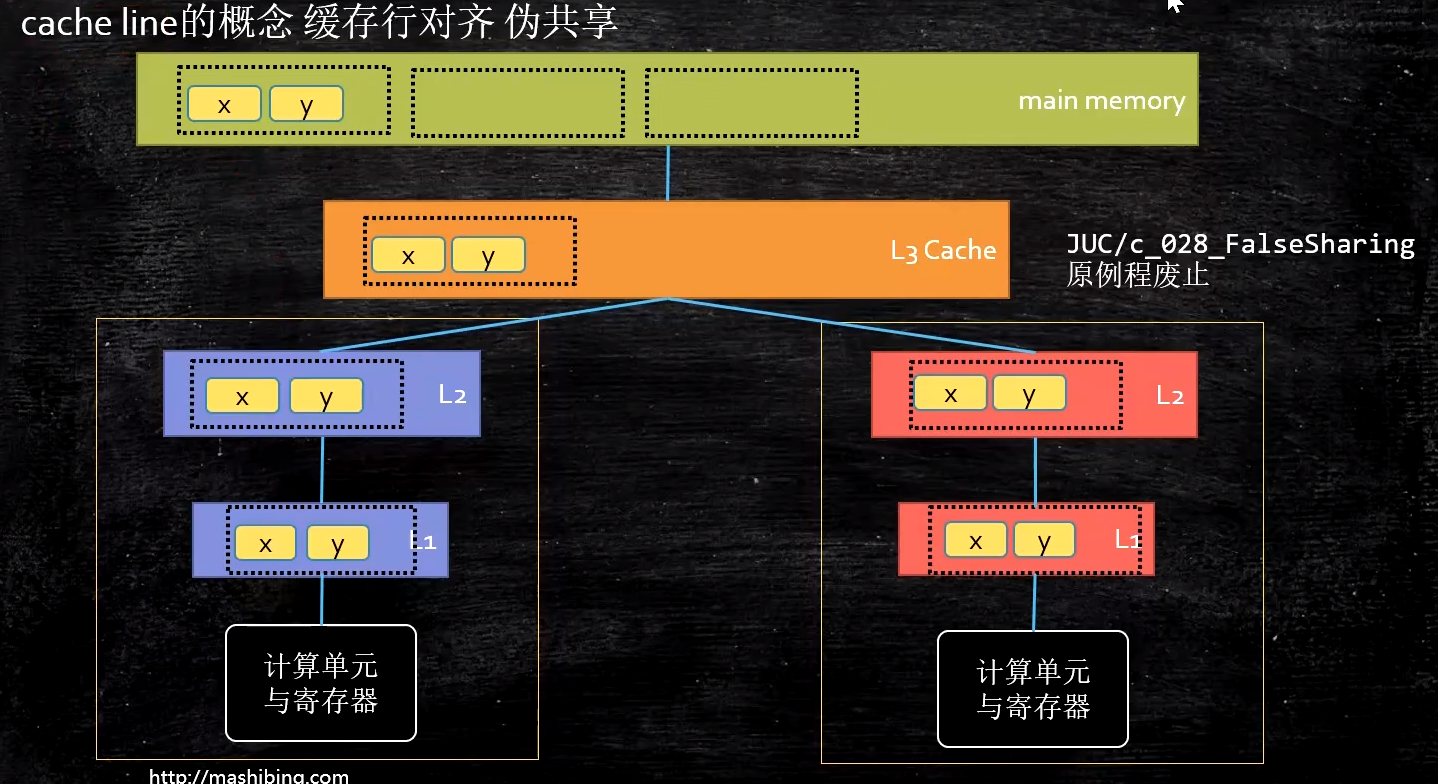 cache line的概念 缓存行对齐 伪共享
x y
main memory
x y
L3 Cache
JUC/c_028_FalseSharing
原例程废止
x y
L2
x y
L2
x y
L1
x y
L1
计算单元
与寄存器
计算单元
与寄存器
http://mashibing.com